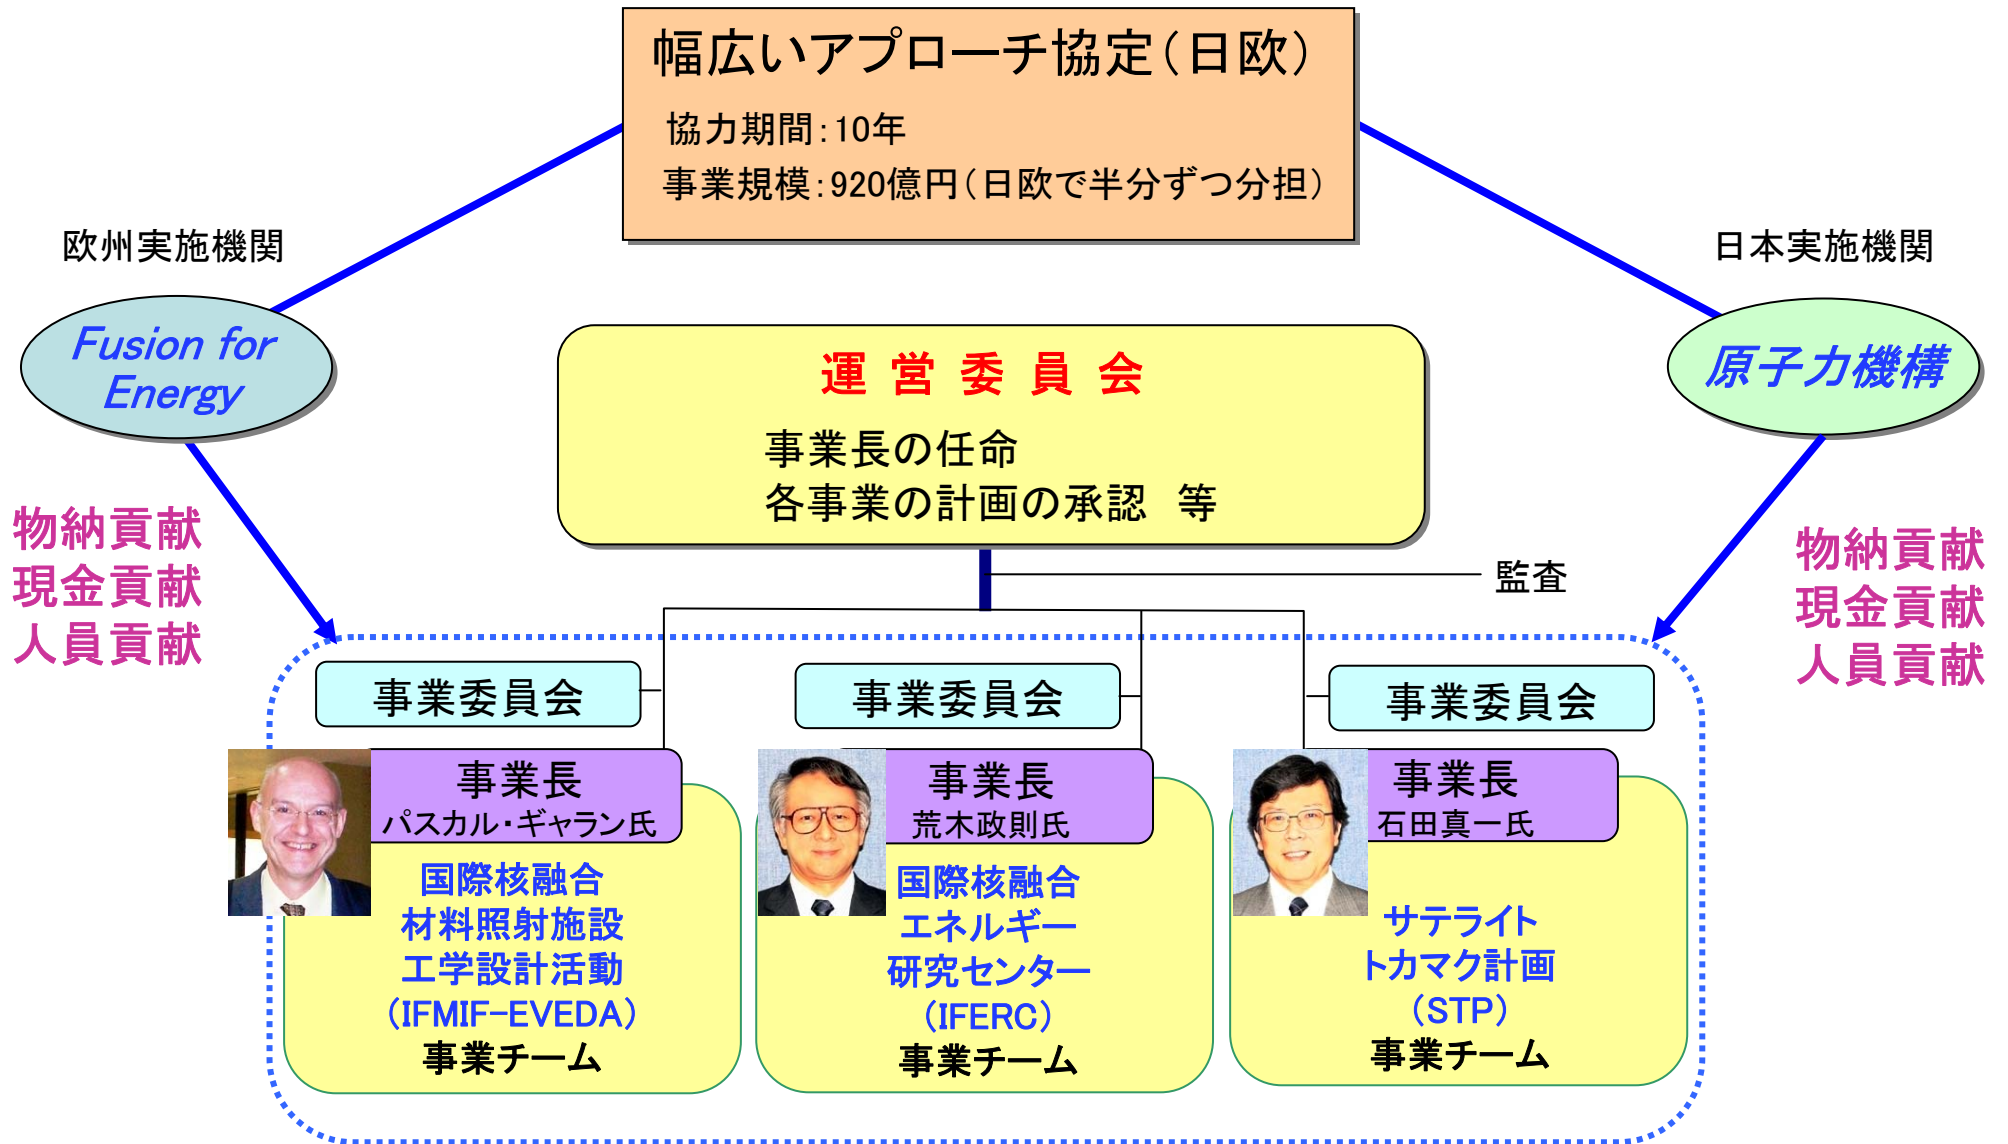 幅広いアプローチ協定（日欧）
協力期間：10年
事業規模：920億円（日欧で半分ずつ分担）
欧州実施機関
日本実施機関
Fusion for
Energy
原子力機構
運 営 委 員 会
事業長の任命
各事業の計画の承認　等
物納貢献
現金貢献
人員貢献
監査
物納貢献
現金貢献
人員貢献
事業委員会
事業委員会
事業委員会
事業長
パスカル・ギャラン氏
国際核融合
材料照射施設
工学設計活動
（IFMIF-EVEDA）
事業チーム
事業長
荒木政則氏
国際核融合
エネルギー
研究センター
（IFERC）
事業チーム
事業長
石田真一氏
サテライト
トカマク計画
（STP）
事業チーム